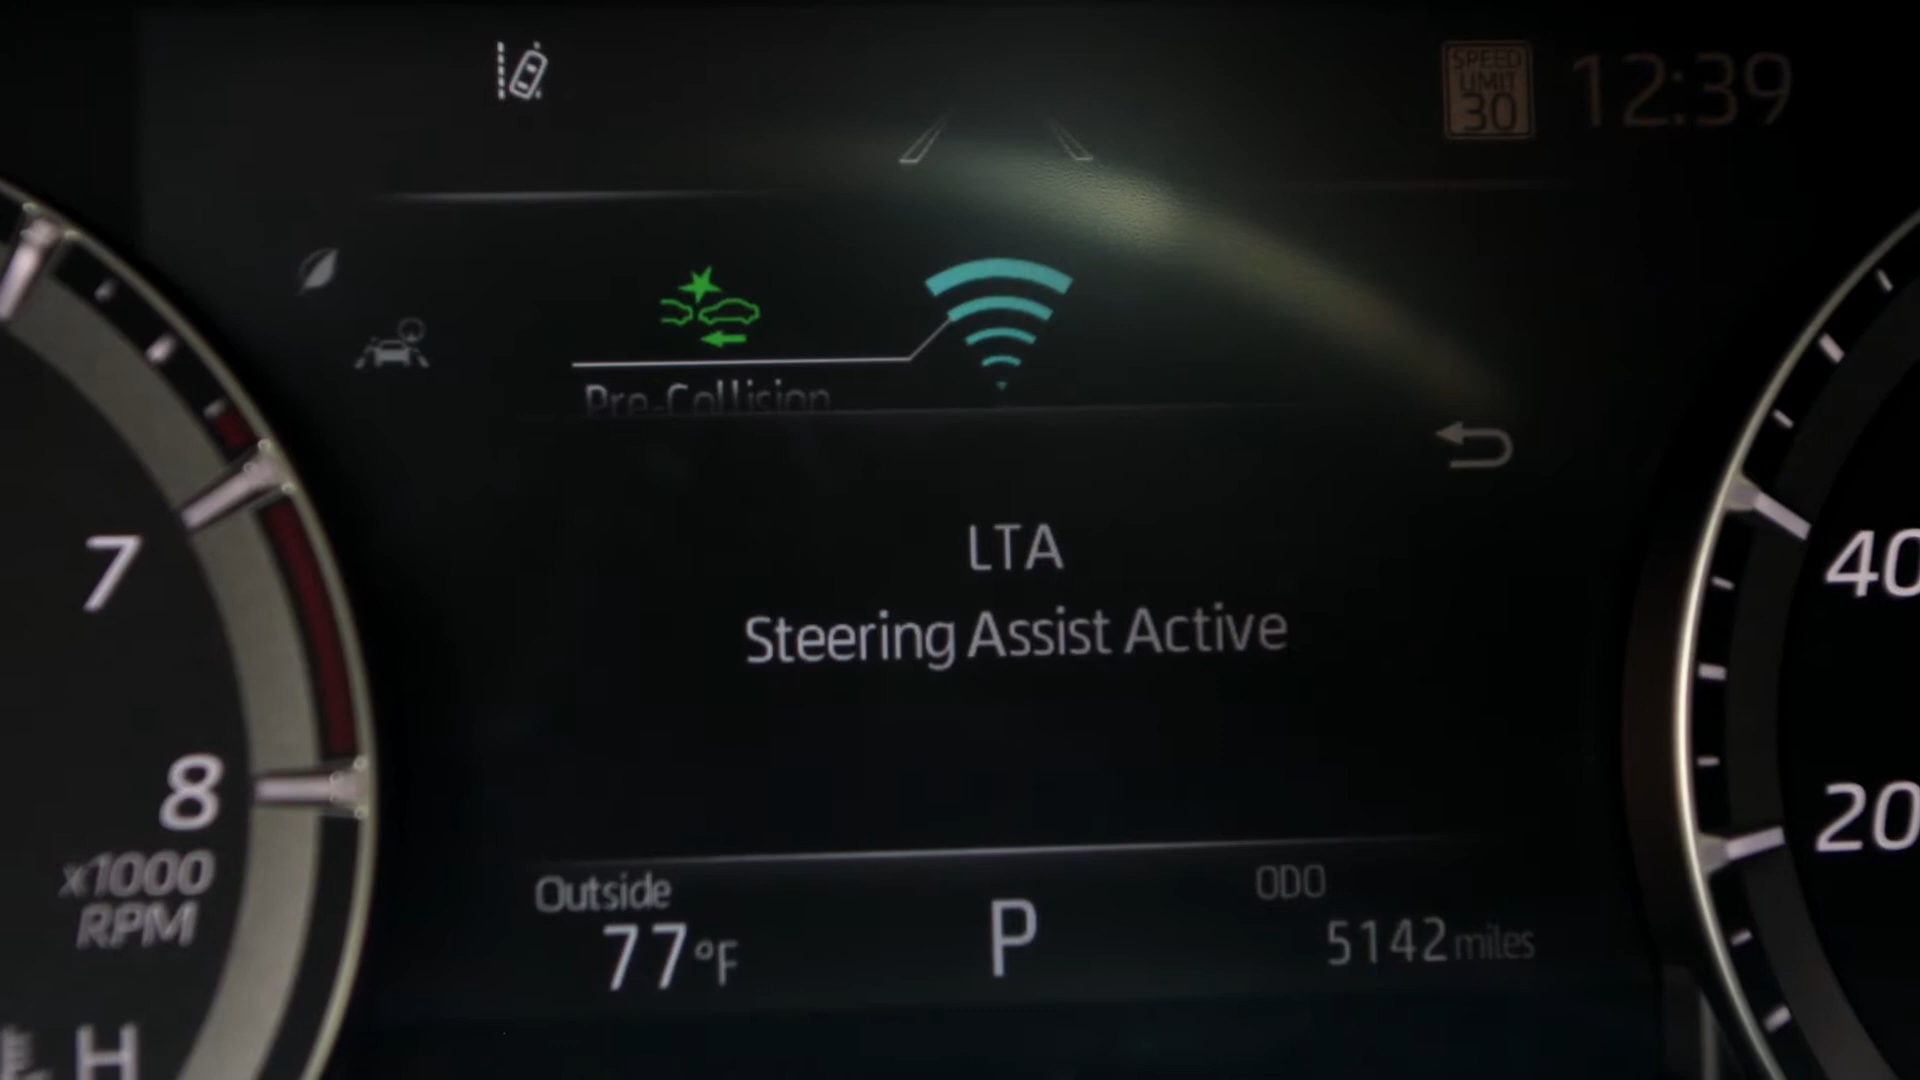 SPEED
LIMIT
30
12:39
Pre-Collision
LTA
Steering Assist Active
7
8
x1000
RPM
H
40
20
Outside
77°F
P
ODO
5142 miles